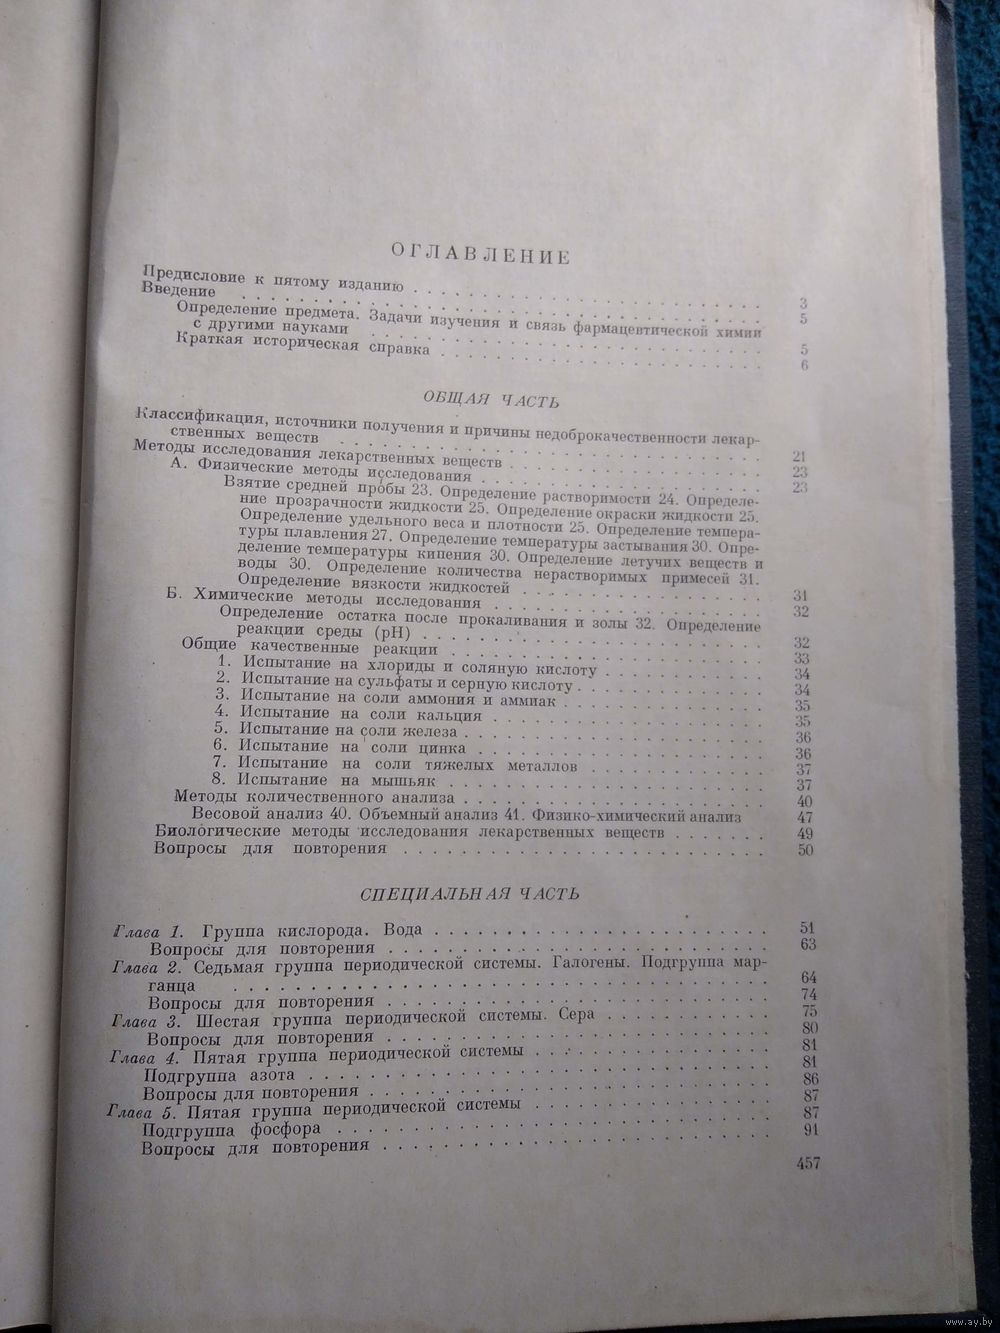 ОГЛАВЛЕНИЕ
Предисловие к пятому изданию . . . 3
Введение . . . 5
Определение предмета. Задачи изучения и связь фармацевтической химии
с другими науками . . . 5
Краткая историческая справка . . . 6
ОБЩАЯ ЧАСТЬ
Классификация, источники получения и причины недоброкачественности лекар-
ственных веществ . . . 21
Методы исследования лекарственных веществ . . . 23
А. Физические методы исследования . . . 23
Взятие средней пробы 23. Определение растворимости 24. Определе-
ние прозрачности жидкости 25. Определение окраски жидкости 25.
Определение удельного веса и плотности 25. Определение темпера-
туры плавления 27. Определение температуры застывания 30. Опре-
деление температуры кипения 30. Определение летучих веществ и
воды 30. Определение количества нерастворимых примесей 31.
Определение вязкости жидкостей . . . 31
Б. Химические методы исследования . . . 32
Определение остатка после прокаливания и золы 32. Определение
реакции среды (рН) . . . 32
Общие качественные реакции . . . 33
1. Испытание на хлориды и соляную кислоту . . . 34
2. Испытание на сульфаты и серную кислоту . . . 34
3. Испытание на соли аммония и аммиак . . . 35
4. Испытание на соли кальция . . . 35
5. Испытание на соли железа . . . 36
6. Испытание на соли цинка . . . 36
7. Испытание на соли тяжелых металлов . . . 37
8. Испытание на мышьяк . . . 37
Методы количественного анализа . . . 40
Весовой анализ 40. Объемный анализ 41. Физико-химический анализ 47
Биологические методы исследования лекарственных веществ . . . 49
Вопросы для повторения . . . 50
СПЕЦИАЛЬНАЯ ЧАСТЬ
Глава 1. Группа кислорода. Вода . . . 51
Вопросы для повторения . . . 63
Глава 2. Седьмая группа периодической системы. Галогены. Подгруппа мар-
ганца . . . 64
Вопросы для повторения . . . 74
Глава 3. Шестая группа периодической системы. Сера . . . 75
Вопросы для повторения . . . 80
Глава 4. Пятая группа периодической системы . . . 81
Подгруппа азота . . . 81
Вопросы для повторения . . . 86
Глава 5. Пятая группа периодической системы . . . 87
Подгруппа фосфора . . . 87
Вопросы для повторения . . . 91
457
www.ay.by